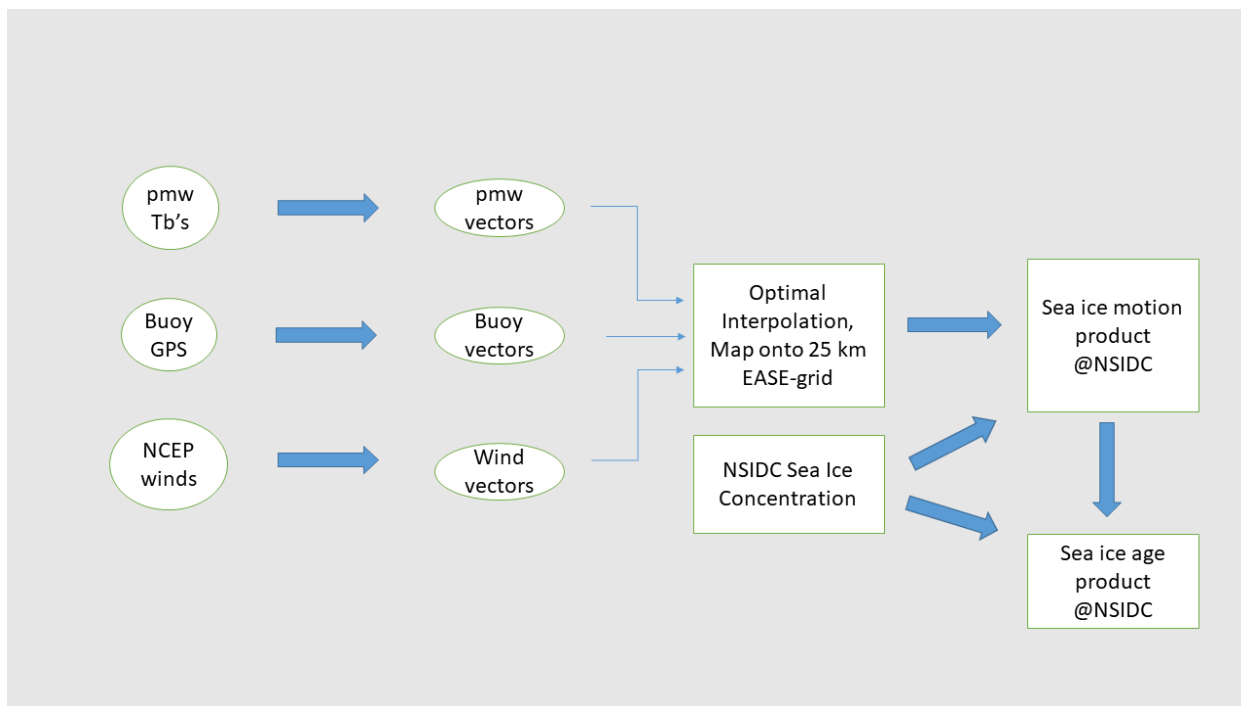 pmw
Tb's
pmw
vectors
Buoy
GPS
Buoy
vectors
NCEP
winds
Wind
vectors
Optimal
Interpolation,
Map onto 25 km
EASE-grid
NSIDC Sea Ice
Concentration
Sea ice motion
product
@NSIDC
Sea ice age
product
@NSIDC